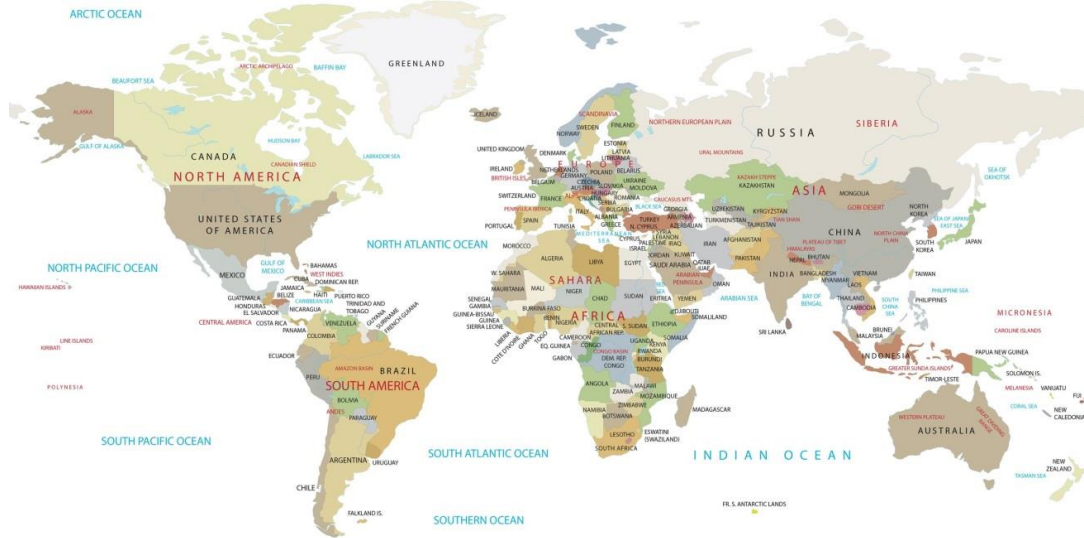 ARCTIC OCEAN
GREENLAND
ARCTIC ARCHIPELAGO
BAFFIN BAY
BEAUFORT SEA
ALASKA
GULF OF ALASKA
HUDSON BAY
CANADA
CANADIAN SHIELD
LABRADOR SEA
NORTH AMERICA
UNITED STATES
OF AMERICA
NORTH ATLANTIC OCEAN
NORTH PACIFIC OCEAN
HAWAIIAN ISLANDS
MEXICO
GULF OF
MEXICO
BAHAMAS
WEST INDIES
CUBA
DOMINICAN REP.
JAMAICA
BELIZE
HAITI
PUERTO RICO
GUATEMALA
HONDURAS
EL SALVADOR
CARIBBEAN SEA
NICARAGUA
TRINIDAD AND
TOBAGO
CENTRAL AMERICA
COSTA RICA
PANAMA
VENEZUELA
GUYANA
SURINAME
FRENCH GUIANA
COLOMBIA
LINE ISLANDS
KIRIBATI
POLYNESIA
ECUADOR
PERU
AMAZON BASIN
BRAZIL
SOUTH AMERICA
BOLIVIA
ANDES
PARAGUAY
SOUTH PACIFIC OCEAN
ARGENTINA
URUGUAY
CHILE
FALKLAND IS.
SOUTH ATLANTIC OCEAN
SOUTHERN OCEAN
ICELAND
SCANDINAVIA
NORWAY
SWEDEN
FINLAND
ESTONIA
LATVIA
LITHUANIA
UNITED KINGDOM
DENMARK
IRELAND
BRITISH ISLES
NETHERLANDS
EUROPE
GERMANY
POLAND
BELARUS
BELGIUM
CZECHIA
SLOVAKIA
UKRAINE
AUSTRIA
HUNGARY
MOLDOVA
SWITZERLAND
FRANCE
ALPS
CROATIA
ROMANIA
SERBIA
BULGARIA
BLACK SEA
CAUCASUS MTS.
GEORGIA
ITALY
ALBANIA
GREECE
SPAIN
PORTUGAL
TUNISIA
MEDITERRANEAN
SEA
TURKEY
N. CYPRUS
ARMENIA
AZERBAIJAN
CYPRUS
SYRIA
LEBANON
PALESTINE
IRAQ
ISRAEL
JORDAN
KUWAIT
IRAN
SAUDI ARABIA
QATAR
UAE
ARABIAN
PENINSULA
OMAN
YEMEN
ARABIAN SEA
NORTHERN EUROPEAN PLAIN
RUSSIA
SIBERIA
URAL MOUNTAINS
KAZAKH STEPPE
KAZAKHSTAN
ASIA
MONGOLIA
GOBI DESERT
SEA OF
OKHOTSK
UZBEKISTAN
KYRGYZSTAN
TURKMENISTAN
TIAN SHAN
TAJIKISTAN
CHINA
NORTH
KOREA
SEA OF JAPAN/
EAST SEA
SOUTH
KOREA
JAPAN
NORTH CHINA
PLAIN
AFGHANISTAN
PLATEAU OF TIBET
HIMALAYAS
PAKISTAN
NEPAL
BHUTAN
INDIA
BANGLADESH
MYANMAR
VIETNAM
LAOS
TAIWAN
BAY OF
BENGAL
THAILAND
CAMBODIA
SOUTH
CHINA
SEA
PHILIPPINES
PHILIPPINE SEA
SRI LANKA
BRUNEI
MALAYSIA
INDONESIA
GREATER SUNDA ISLANDS
TIMOR-LESTE
MICRONESIA
CAROLINE ISLANDS
PAPUA NEW GUINEA
SOLOMON IS.
MELANESIA
VANUATU
FIJI
CORAL SEA
NEW
CALEDONIA
WESTERN PLATEAU
GREAT DIVIDING
RANGE
AUSTRALIA
TASMAN SEA
NEW
ZEALAND
INDIAN OCEAN
FR. S. ANTARCTIC LANDS
MOROCCO
ALGERIA
LIBYA
EGYPT
W. SAHARA
SAHARA
MAURITANIA
MALI
NIGER
CHAD
SUDAN
ERITREA
DJIBOUTI
SOMALILAND
SENEGAL
GAMBIA
GUINEA-BISSAU
GUINEA
SIERRA LEONE
LIBERIA
COTE D'IVOIRE
GHANA
TOGO
BURKINA FASO
BENIN
NIGERIA
AFRICA
CENTRAL
AFRICAN REP.
S. SUDAN
ETHIOPIA
SOMALIA
CAMEROON
EQ. GUINEA
GABON
CONGO
CONGO BASIN
DEM. REP.
CONGO
UGANDA
KENYA
RWANDA
BURUNDI
TANZANIA
ANGOLA
ZAMBIA
MALAWI
MOZAMBIQUE
ZIMBABWE
NAMIBIA
BOTSWANA
MADAGASCAR
LESOTHO
ESWATINI
(SWAZILAND)
SOUTH AFRICA